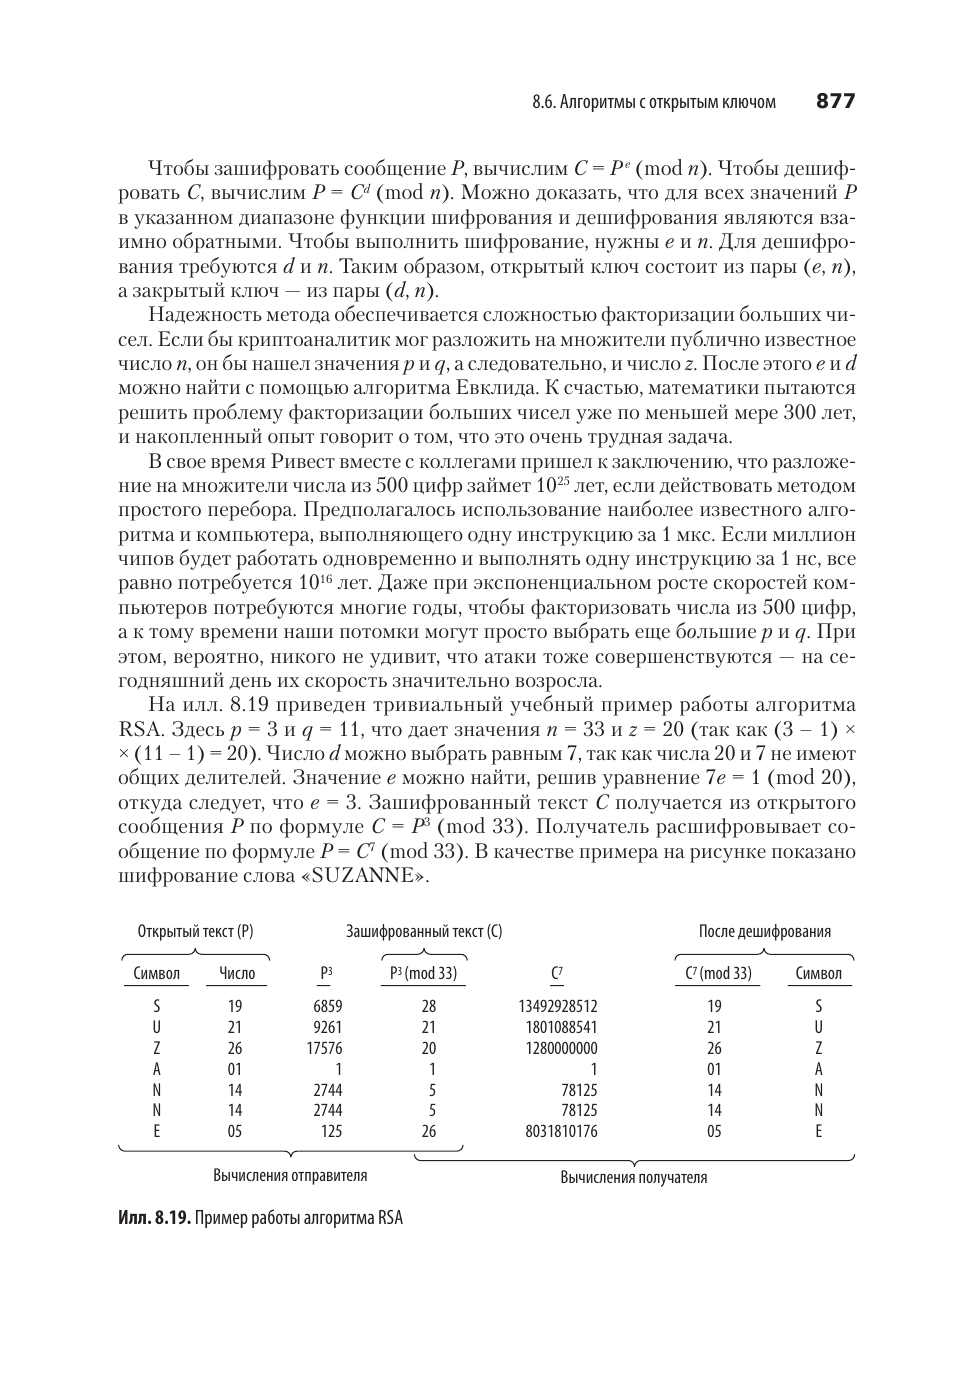 8.6. Алгоритмы с открытым ключом 877
Чтобы зашифровать сообщение P, вычислим C = Pᵉ (mod n). Чтобы дешиф-
ровать C, вычислим P = Cᵈ (mod n). Можно доказать, что для всех значений P
в указанном диапазоне функции шифрования и дешифрования являются вза-
имно обратными. Чтобы выполнить шифрование, нужны e и n. Для дешифро-
вания требуются d и n. Таким образом, открытый ключ состоит из пары (e, n),
а закрытый ключ — из пары (d, n).
Надежность метода обеспечивается сложностью факторизации больших чи-
сел. Если бы криптоаналитик мог разложить на множители публично известное
число n, он бы нашел значения p и q, а следовательно, и число z. После этого e и d
можно найти с помощью алгоритма Евклида. К счастью, математики пытаются
решить проблему факторизации больших чисел уже по меньшей мере 300 лет,
и накопленный опыт говорит о том, что это очень трудная задача.
В свое время Ривест вместе с коллегами пришел к заключению, что разложе-
ние на множители числа из 500 цифр займет 10²⁵ лет, если действовать методом
простого перебора. Предполагалось использование наиболее известного алго-
ритма и компьютера, выполняющего одну инструкцию за 1 мкс. Если миллион
чипов будет работать одновременно и выполнять одну инструкцию за 1 нс, все
равно потребуется 10¹⁶ лет. Даже при экспоненциальном росте скоростей ком-
пьютеров потребуются многие годы, чтобы факторизовать числа из 500 цифр,
а к тому времени наши потомки могут просто выбрать еще большие p и q. При
этом, вероятно, никого не удивит, что атаки тоже совершенствуются — на се-
годняшний день их скорость значительно возросла.
На илл. 8.19 приведен тривиальный учебный пример работы алгоритма
RSA. Здесь p = 3 и q = 11, что дает значения n = 33 и z = 20 (так как (3 – 1) ×
× (11 – 1) = 20). Число d можно выбрать равным 7, так как числа 20 и 7 не имеют
общих делителей. Значение e можно найти, решив уравнение 7e = 1 (mod 20),
откуда следует, что e = 3. Зашифрованный текст C получается из открытого
сообщения P по формуле C = P³ (mod 33). Получатель расшифровывает со-
общение по формуле P = C⁷ (mod 33). В качестве примера на рисунке показано
шифрование слова «SUZANNE».
Открытый текст (P) Зашифрованный текст (C) После дешифрования
Символ Число P³ P³ (mod 33) C⁷ C⁷ (mod 33) Символ
S 19 6859 28 13492928512 19 S
U 21 9261 21 1801088541 21 U
Z 26 17576 20 1280000000 26 Z
A 01 1 1 1 01 A
N 14 2744 5 78125 14 N
N 14 2744 5 78125 14 N
E 05 125 26 8031810176 05 E
Вычисления отправителя Вычисления получателя
Илл. 8.19. Пример работы алгоритма RSA